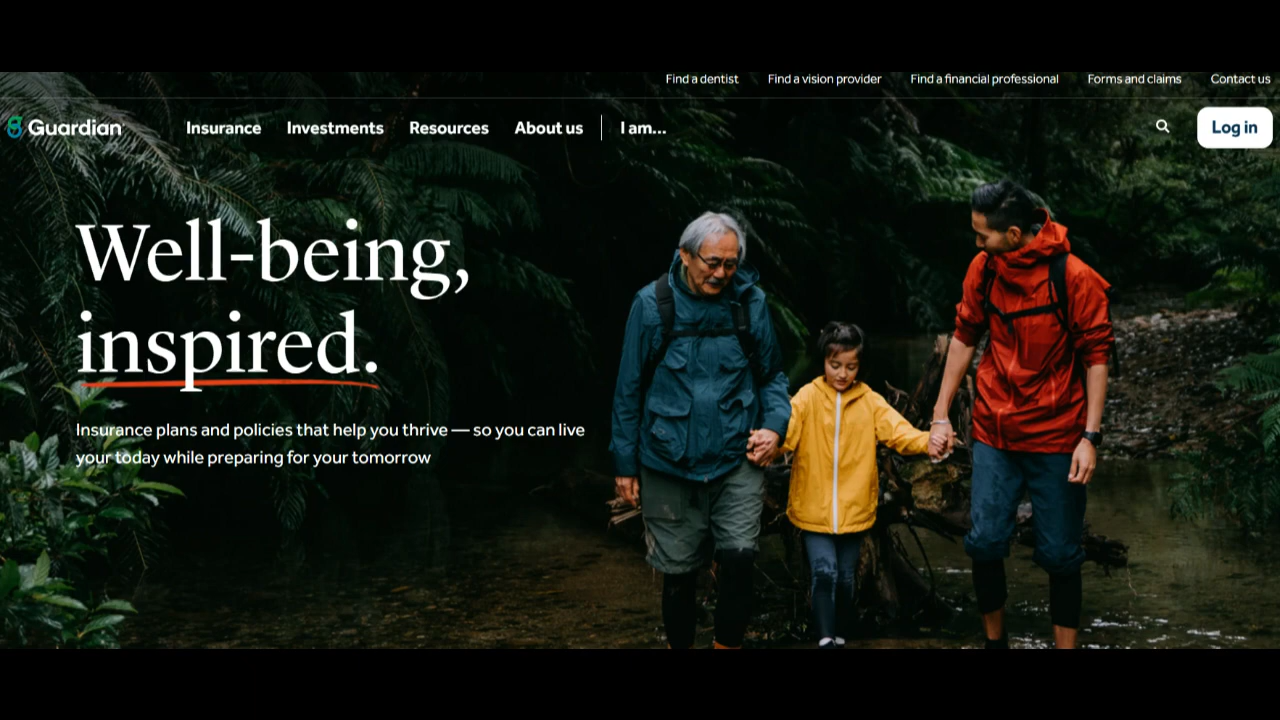 Find a dentist Find a vision provider Find a financial professional Forms and claims Contact us
Guardian Insurance Investments Resources About us I am... Log in
Well-being,
inspired.
Insurance plans and policies that help you thrive — so you can live
your today while preparing for your tomorrow